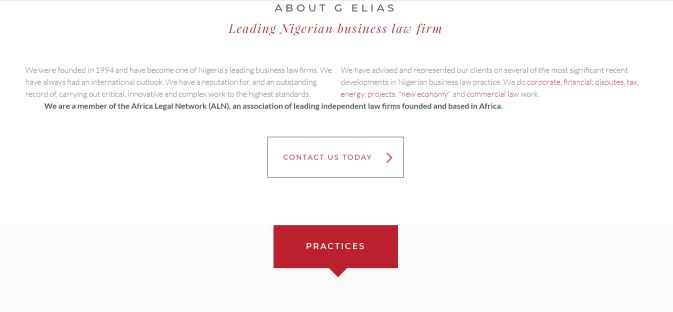 ABOUT G ELIAS
Leading Nigerian business law firm
We were founded in 1994 and have become one of Nigeria's leading business law firms. We
have always had an international outlook. We have a reputation for, and an outstanding
record of, carrying out critical, innovative and complex work to the highest standards.
We have advised and represented our clients on several of the most significant recent
developments in Nigerian business law practice. We do corporate, financial, disputes, tax,
energy, projects, "new economy" and commercial law work.
We are a member of the Africa Legal Network (ALN), an association of leading independent law firms founded and based in Africa.
CONTACT US TODAY
PRACTICES